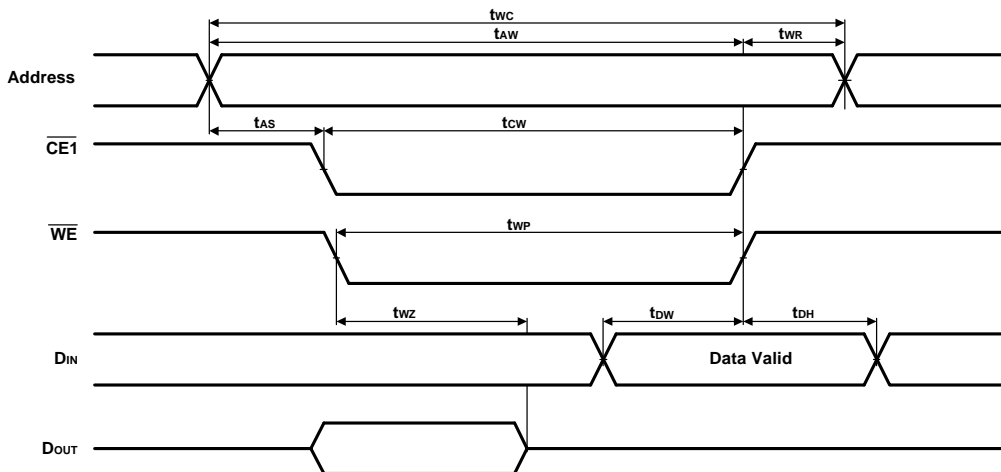 tWC
tAW
tWR
Address
tAS
tCW
CE1
tWP
WE
tWZ
tDW
tDH
DIN
Data Valid
DOUT